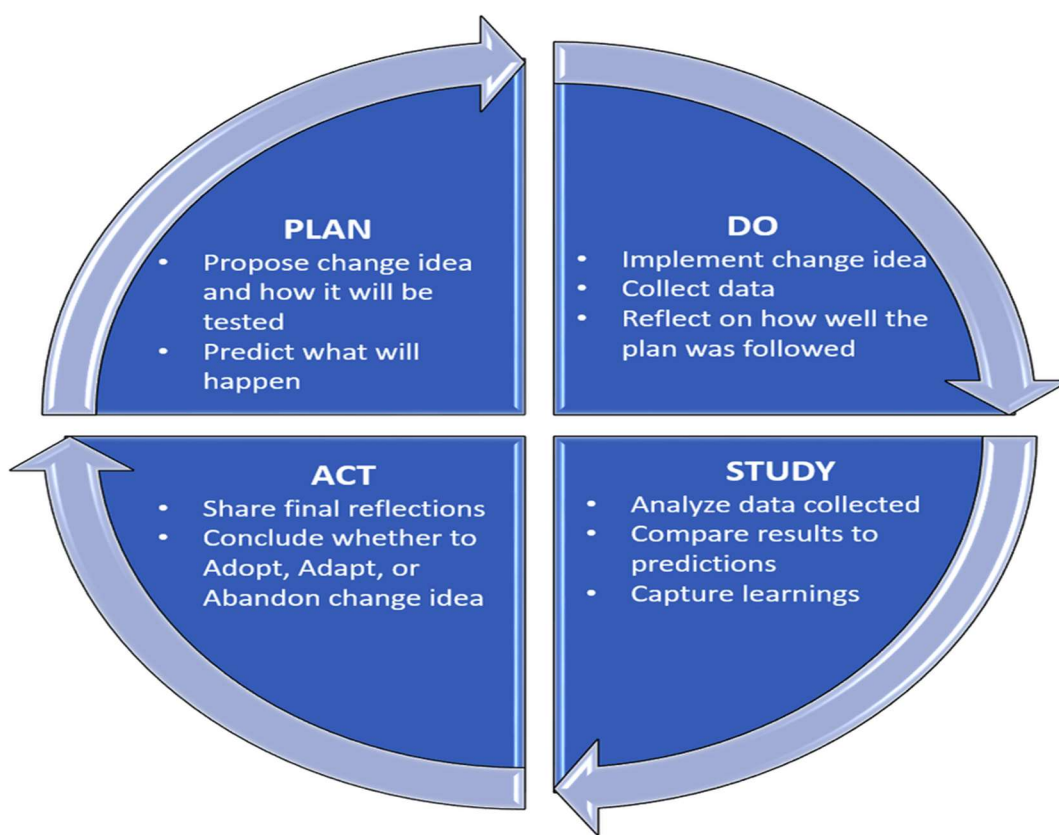 PLAN
• Propose change idea
and how it will be
tested
• Predict what will
happen
DO
• Implement change idea
• Collect data
• Reflect on how well the
plan was followed
ACT
• Share final reflections
• Conclude whether to
Adopt, Adapt, or
Abandon change idea
STUDY
• Analyze data collected
• Compare results to
predictions
• Capture learnings